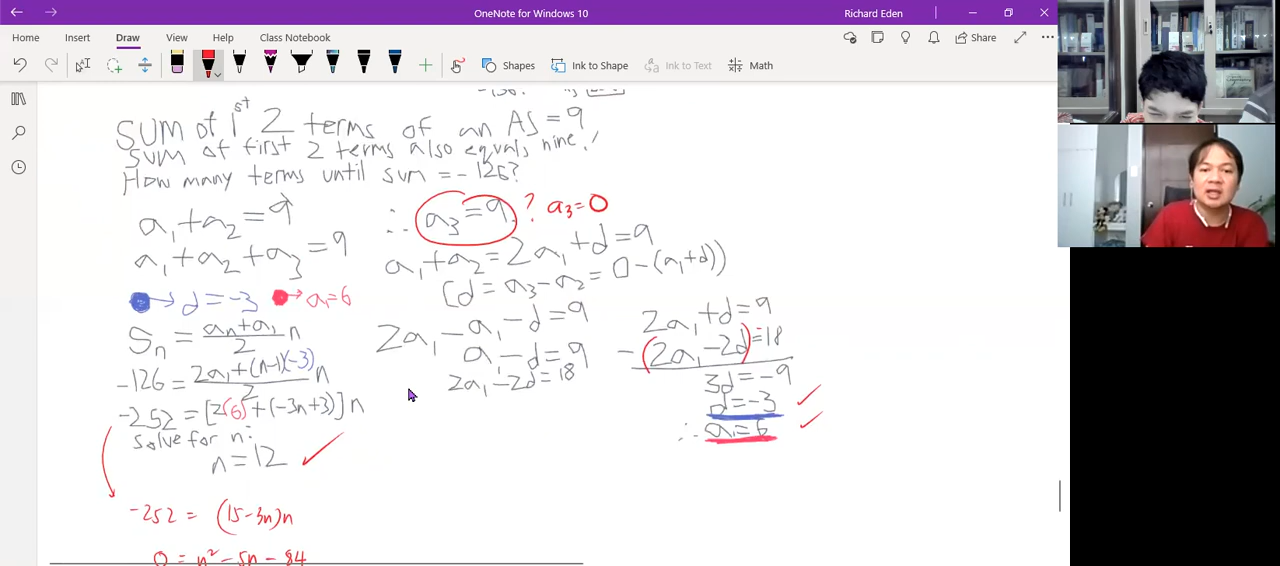 OneNote for Windows 10
Richard Eden
Home Insert Draw View Help Class Notebook
Share
Shapes Ink to Shape Ink to Text Math
-156?
SUM of 1st 2 terms of an AS = 9
Sum of first 2 terms also equals nine!
How many terms until sum = -126?
a₁+a₂ = 9
a₁+a₂+a₃ = 9
→ d = -3 → a₁=6
Sₙ = (aₙ+a₁)/2 n
-126 = (2a₁+(n-1)(-3))/2 n
-252 = [2(6)+(-3n+3)]n
solve for n:
n = 12
-252 = (15-3n)n
0 = n²-5n-84
∴ a₃=9 ? a₃=0
a₁+a₂=2a₁+d=9
[d = a₃-a₂ = 0-(a₁+d))
2a₁-a₁-d=9
a₁-d=9
2a₁-2d=18
2a₁+d=9
-(2a₁-2d)=18
3d=-9
d=-3
∴ a₁=6